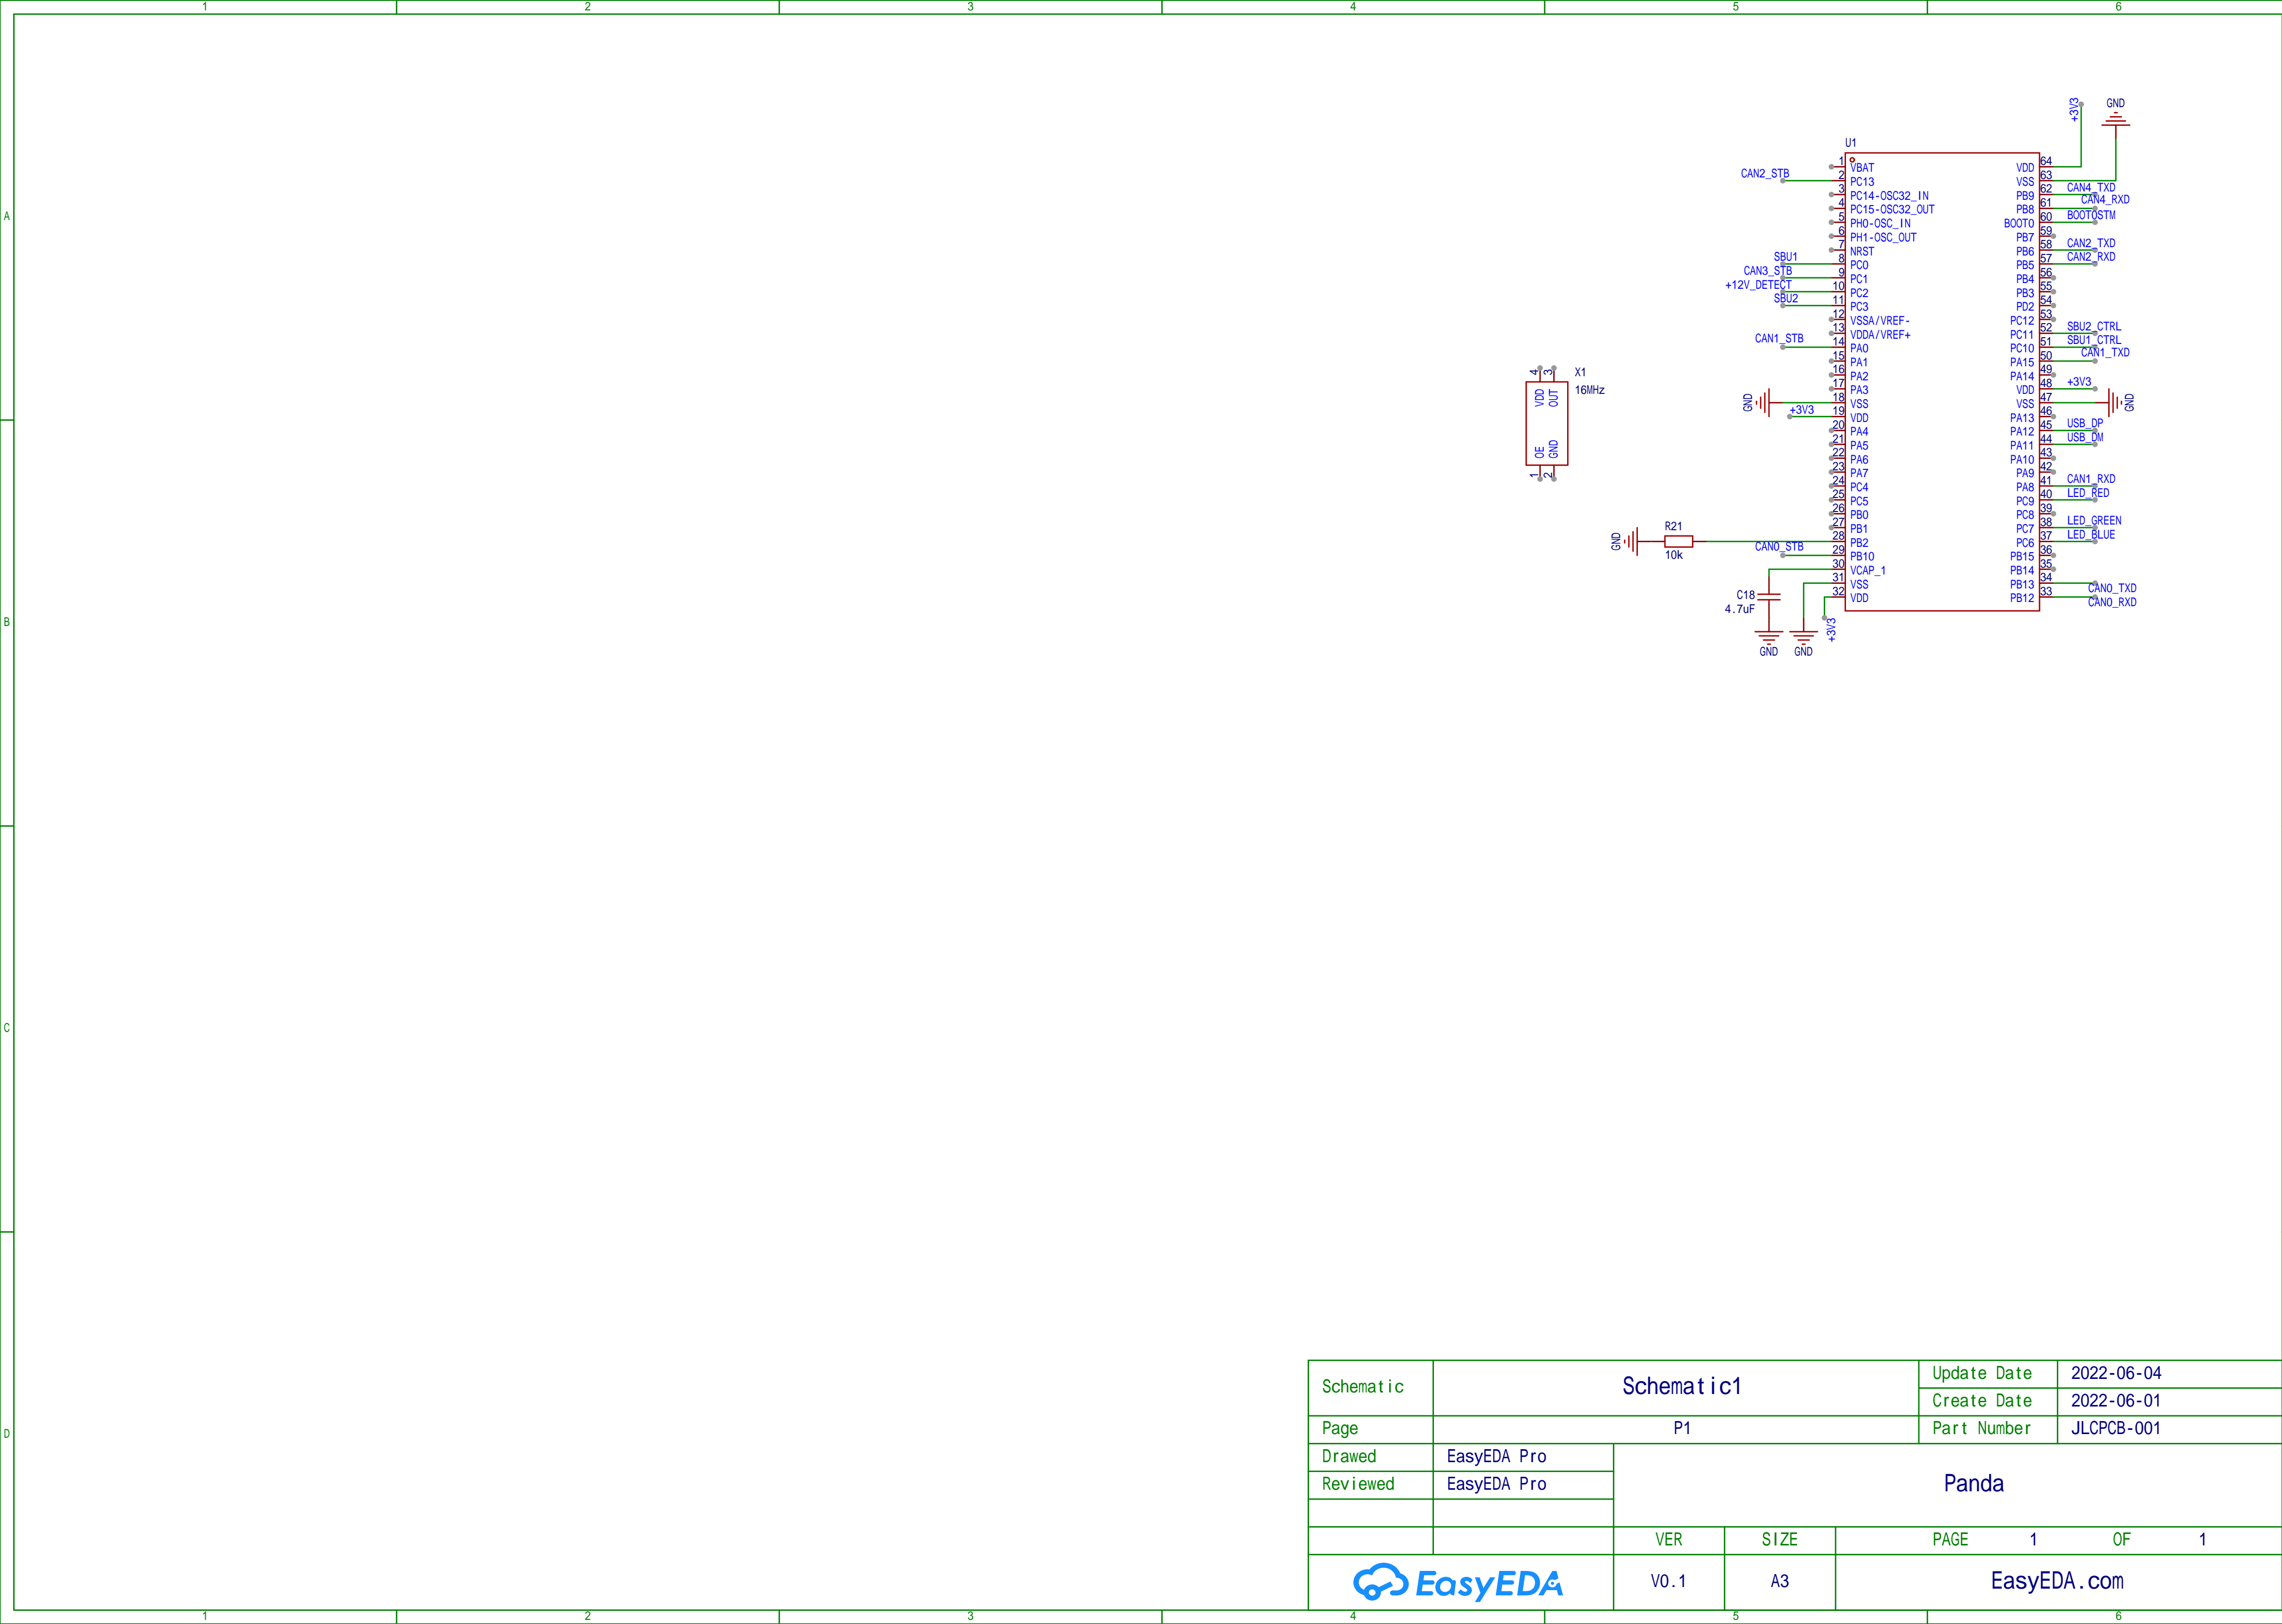 1 2 3 4 5 6
A
B
C
D
+3V3
GND
U1
1 VBAT
CAN2_STB 2 PC13
3 PC14-OSC32_IN
4 PC15-OSC32_OUT
5 PH0-OSC_IN
6 PH1-OSC_OUT
7 NRST
SBU1 8 PC0
CAN3_STB 9 PC1
+12V_DETECT 10 PC2
SBU2 11 PC3
12 VSSA/VREF-
13 VDDA/VREF+
CAN1_STB 14 PA0
15 PA1
16 PA2
17 PA3
GND 18 VSS
+3V3 19 VDD
20 PA4
21 PA5
22 PA6
23 PA7
24 PC4
25 PC5
26 PB0
27 PB1
28 PB2
CAN0_STB 29 PB10
30 VCAP_1
31 VSS
32 VDD
VDD 64
VSS 63
PB9 62 CAN4_TXD
PB8 61 CAN4_RXD
BOOT0 60 BOOT0STM
PB7 59
PB6 58 CAN2_TXD
PB5 57 CAN2_RXD
PB4 56
PB3 55
PD2 54
PC12 53
PC11 52 SBU2_CTRL
PC10 51 SBU1_CTRL
PA15 50 CAN1_TXD
PA14 49
VDD 48 +3V3
VSS 47 GND
PA13 46
PA12 45 USB_DP
PA11 44 USB_DM
PA10 43
PA9 42
PA8 41 CAN1_RXD
PC9 40 LED_RED
PC8 39
PC7 38 LED_GREEN
PC6 37 LED_BLUE
PB15 36
PB14 35
PB13 34 CAN0_TXD
PB12 33 CAN0_RXD
4 3 X1
VDD OUT 16MHz
OE GND
1 2
GND R21
10k
C18
4.7uF
GND GND
+3V3
Schematic Schematic1
Update Date 2022-06-04
Create Date 2022-06-01
Page P1
Part Number JLCPCB-001
Drawed EasyEDA Pro
Reviewed EasyEDA Pro
Panda
VER SIZE PAGE 1 OF 1
EasyEDA V0.1 A3 EasyEDA.com
1 2 3 4 5 6